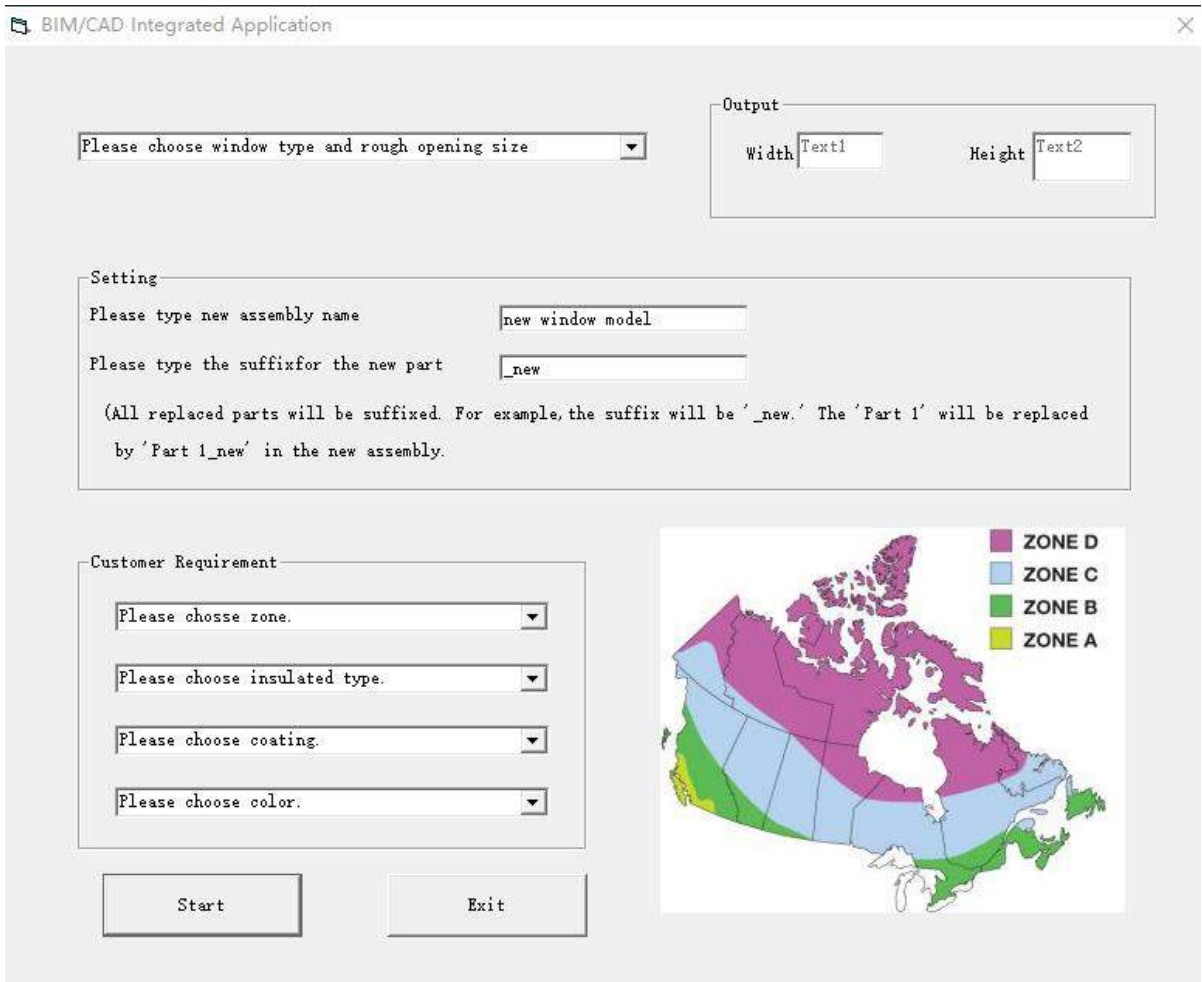 BIM/CAD Integrated Application
Please choose window type and rough opening size
Output
Width Text1
Height Text2
Setting
Please type new assembly name
new window model
Please type the suffixfor the new part
_new
(All replaced parts will be suffixed. For example, the suffix will be '_new.' The 'Part 1' will be replaced
by 'Part 1_new' in the new assembly.
Customer Requirement
Please chosse zone.
Please choose insulated type.
Please choose coating.
Please choose color.
ZONE D
ZONE C
ZONE B
ZONE A
Start
Exit